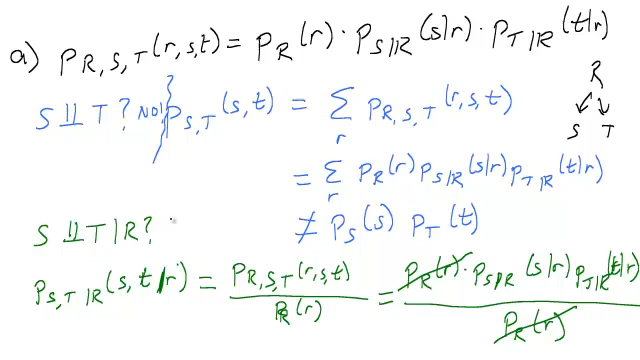 a) P_{R,S,T}(r,s,t) = P_R(r) · P_{S|R}(s|r) · P_{T|R}(t|r)
R
S T
S ⫫ T? NO! P_{S,T}(s,t) = Σ_r P_{R,S,T}(r,s,t)
= Σ_r P_R(r) P_{S|R}(s|r) P_{T|R}(t|r)
≠ P_S(s) P_T(t)
S ⫫ T|R?
P_{S,T|R}(s,t|r) = P_{R,S,T}(r,s,t) / P_R(r) = P_R(r) · P_{S|R}(s|r) P_{T|R}(t|r) / P_R(r)